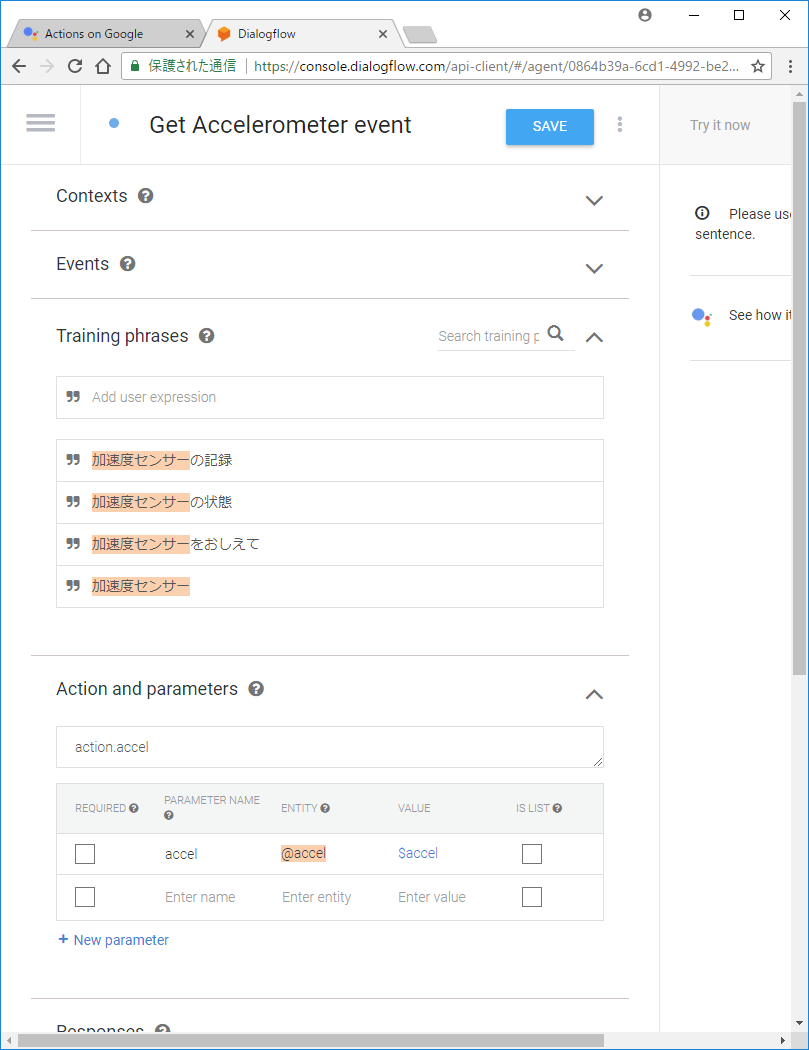 Actions on Google
Dialogflow
保護された通信
https://console.dialogflow.com/api-client/#/agent/0864b39a-6cd1-4992-be2...
Get Accelerometer event
SAVE
Try it now
Contexts
Please use
sentence.
Events
See how it
Training phrases
Search training p
Add user expression
加速度センサーの記録
加速度センサーの状態
加速度センサーをおしえて
加速度センサー
Action and parameters
action.accel
REQUIRED PARAMETER NAME ENTITY VALUE IS LIST
accel @accel $accel
Enter name Enter entity Enter value
+ New parameter
Responses